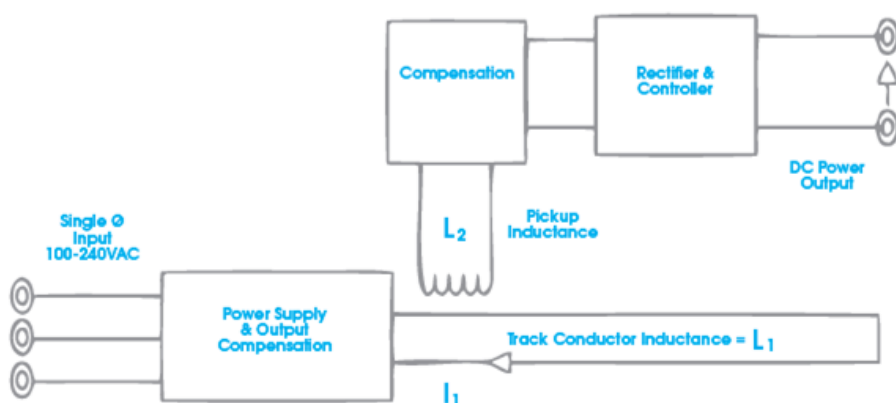 Compensation
Rectifier &
Controller
DC Power
Output
Pickup
Inductance
L₂
Single Ø
Input
100-240VAC
Power Supply
& Output
Compensation
Track Conductor Inductance = L₁
I₁